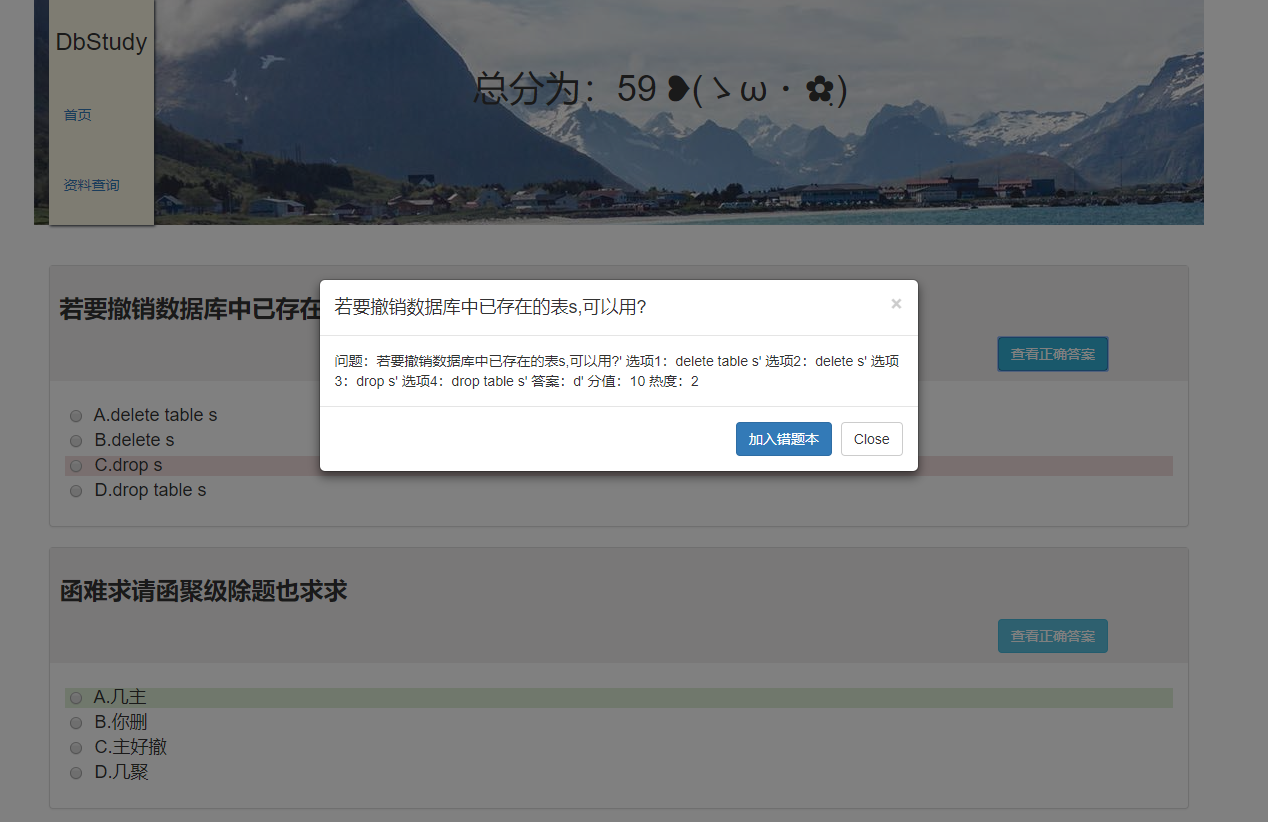 DbStudy
总分为：59 ❥(ゝω・✿ฺ)
首页
资料查询
若要撤销数据库中已存在
若要撤销数据库中已存在的表s,可以用?
×
问题：若要撤销数据库中已存在的表s,可以用?' 选项1：delete table s' 选项2：delete s' 选项
3：drop s' 选项4：drop table s' 答案：d' 分值：10 热度：2
加入错题本 Close
查看正确答案
A.delete table s
B.delete s
C.drop s
D.drop table s
函难求请函聚级除题也求求
查看正确答案
A.几主
B.你删
C.主好撤
D.几聚